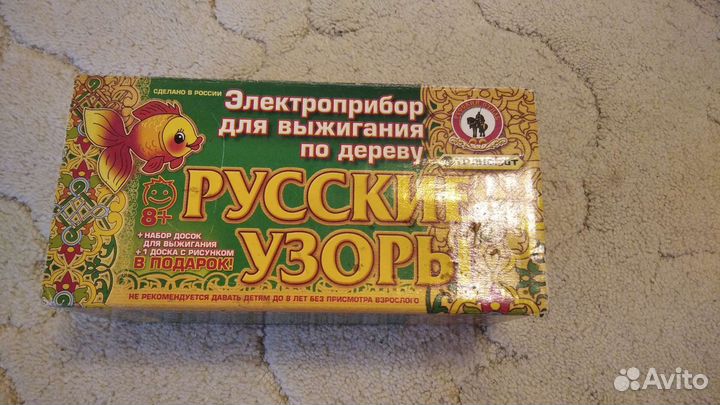 СДЕЛАНО В РОССИИ
Электроприбор
для выжигания
по дереву
РУССКИЕ
УЗОРЫ
8+
+ НАБОР ДОСОК
ДЛЯ ВЫЖИГАНИЯ
+ 1 ДОСКА С РИСУНКОМ
В ПОДАРОК!
НЕ РЕКОМЕНДУЕТСЯ ДАВАТЬ ДЕТЯМ ДО 8 ЛЕТ БЕЗ ПРИСМОТРА ВЗРОСЛОГО
Avito